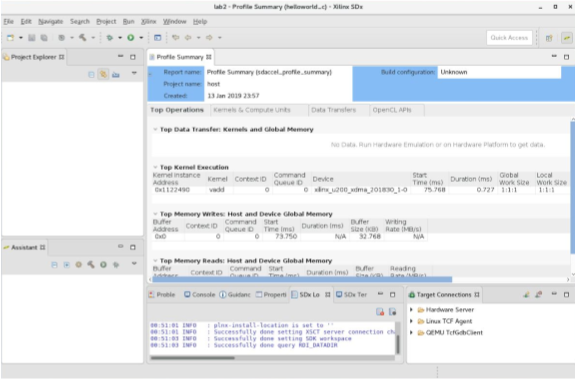 lab2 - Profile Summary (helloworld_.c) - Xilinx SDx
File Edit Navigate Search Project Run Xilinx Window Help
Quick Access
Project Explorer
Profile Summary
Report name: Profile Summary (sdaccel_profile_summary)
Build configuration: Unknown
Project name: host
Created: 13 Jan 2019 23:57
Top Operations Kernels & Compute Units Data Transfers OpenCL APIs
Top Data Transfer: Kernels and Global Memory
No Data. Run Hardware Emulation or on Hardware Platform to get data.
Top Kernel Execution
Kernel Instance Address Kernel Context ID Command Queue ID Device Start Time (ms) Duration (ms) Global Work Size Local Work Size
0x1122490 vadd 0 0 xilinx_u200_xdma_201830_1-0 75.768 0.727 1:1:1 1:1:1
Top Memory Writes: Host and Device Global Memory
Buffer Address Context ID Command Queue ID Start Time (ms) Duration (ms) Buffer Size (KB) Writing Rate (MB/s)
0x0 0 0 73.750 N/A 32.768 N/A
Top Memory Reads: Host and Device Global Memory
Buffer Address Context ID Command Queue ID Start Time (ms) Duration (ms) Buffer Size (KB) Reading Rate (MB/s)
Assistant
Profile Console Guidanc Properti SDx Lo SDx Ter
00:51:01 INFO : plnx-install-location is set to ''
00:51:01 INFO : Successfully done setting XSCT server connection ch
00:51:03 INFO : Successfully done setting SDK workspace
00:51:03 INFO : Successfully done query RDI_DATADIR
Target Connections
Hardware Server
Linux TCF Agent
QEMU TcfGdbClient